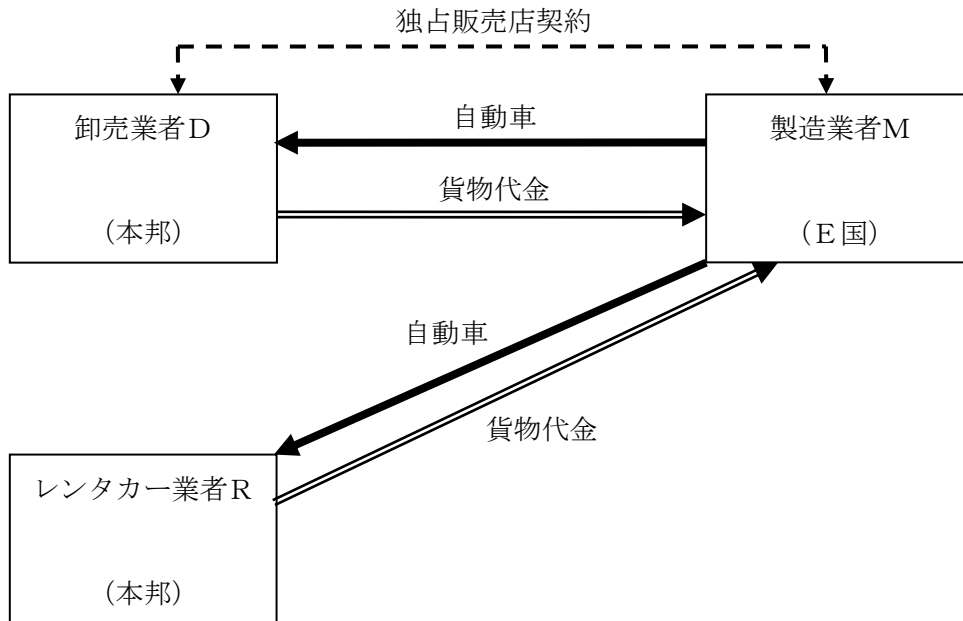 独占販売店契約
卸売業者Ｄ
（本邦）
自動車
貨物代金
製造業者Ｍ
（Ｅ国）
自動車
貨物代金
レンタカー業者Ｒ
（本邦）